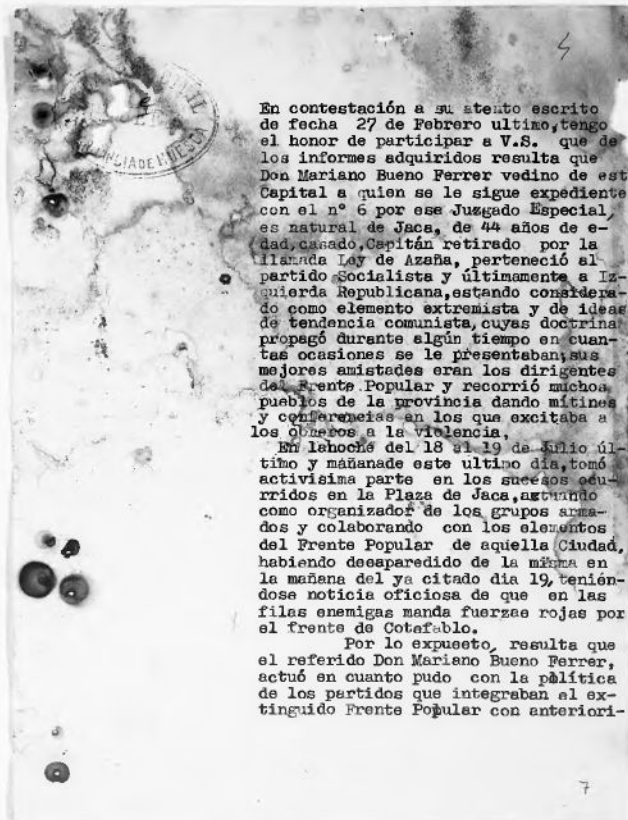 4
En contestación a su atento escrito
de fecha 27 de Febrero ultimo,tengo
el honor de participar a V.S. que de
los informes adquiridos resulta que
Don Mariano Bueno Ferrer vedino de est
Capital a quien se le sigue expediente
con el nº 6 por ese Juzgado Especial,
es natural de Jaca, de 44 años de e-
dad,casado,Capitán retirado por la
llamada Ley de Azaña, perteneció al
partido Socialista y últimamente a Iz-
quierda Republicana,estando considera-
do como elemento extremista y de ideas
de tendencia comunista,cuyas doctrina
propagó durante algún tiempo en cuan-
tas ocasiones se le presentaban;sus
mejores amistades eran los dirigentes
del Frente Popular y recorrió muchos
pueblos de la provincia dando mítines
y conferencias en los que excitaba a
los obreros a la violencia,
En lahoche del 18 al 19 de Julio úl-
timo y mañanade este ultimo dia,tomó
activisima parte en los sucesos ocu-
rridos en la Plaza de Jaca,actuando
como organizador de los grupos arma-
dos y colaborando con los elementos
del Frente Popular de aquella Ciudad,
habiendo desaparedido de la misma en
la mañana del ya citado dia 19,tenién-
dose noticia oficiosa de que en las
filas enemigas manda fuerzas rojas por
el frente de Cotefablo.
Por lo expuesto, resulta que
el referido Don Mariano Bueno Ferrer,
actuó en cuanto pudo con la política
de los partidos que integraban el ex-
tinguido Frente Popular con anteriori-
7